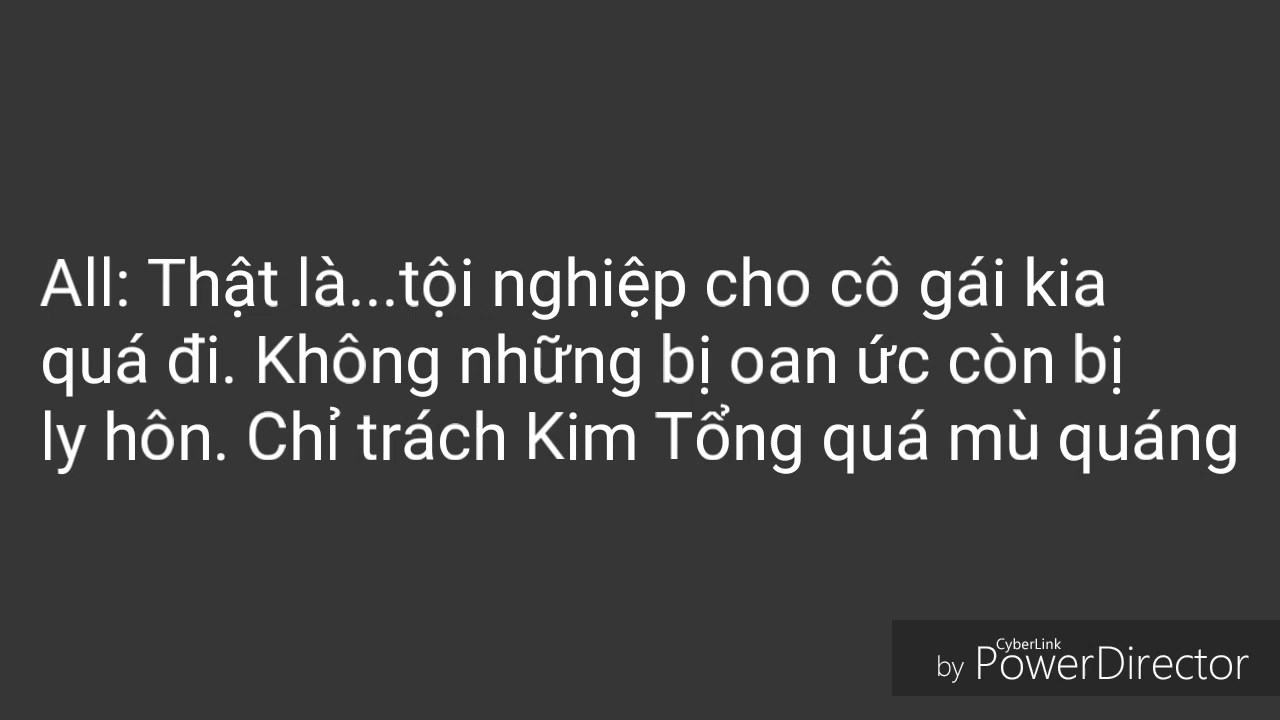 All: Thật là...tội nghiệp cho cô gái kia
quá đi. Không những bị oan ức còn bị
ly hôn. Chỉ trách Kim Tổng quá mù quáng
CyberLink
by PowerDirector